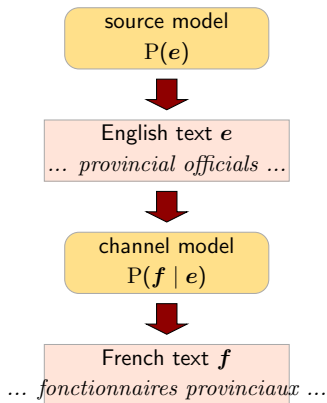 source model
P(e)
English text e
... provincial officials ...
channel model
P(f | e)
French text f
... fonctionnaires provinciaux ...